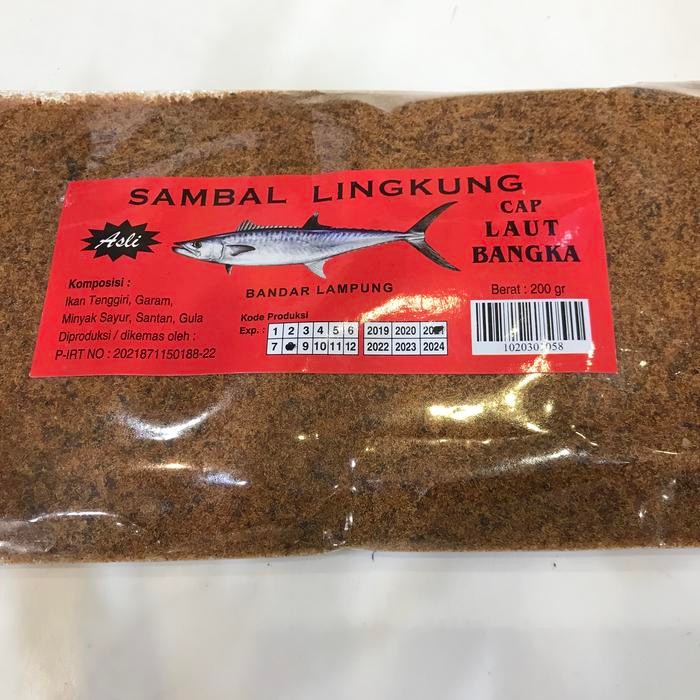 SAMBAL LINGKUNG
CAP
LAUT
BANGKA
Asli
BANDAR LAMPUNG
Komposisi :
Ikan Tenggiri, Garam,
Minyak Sayur, Santan, Gula
Diproduksi / dikemas oleh :
P-IRT NO : 2021871150188-22
Kode Produksi
Exp. : 1 2 3 4 5 6 2019 2020
7 9 10 11 12 2022 2023 2024
Berat : 200 gr